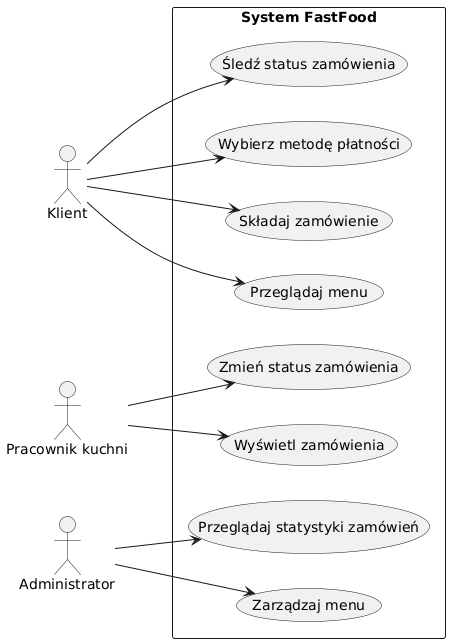 System FastFood
Śledź status zamówienia
Wybierz metodę płatności
Klient
Składaj zamówienie
Przeglądaj menu
Zmień status zamówienia
Pracownik kuchni
Wyświetl zamówienia
Przeglądaj statystyki zamówień
Administrator
Zarządzaj menu